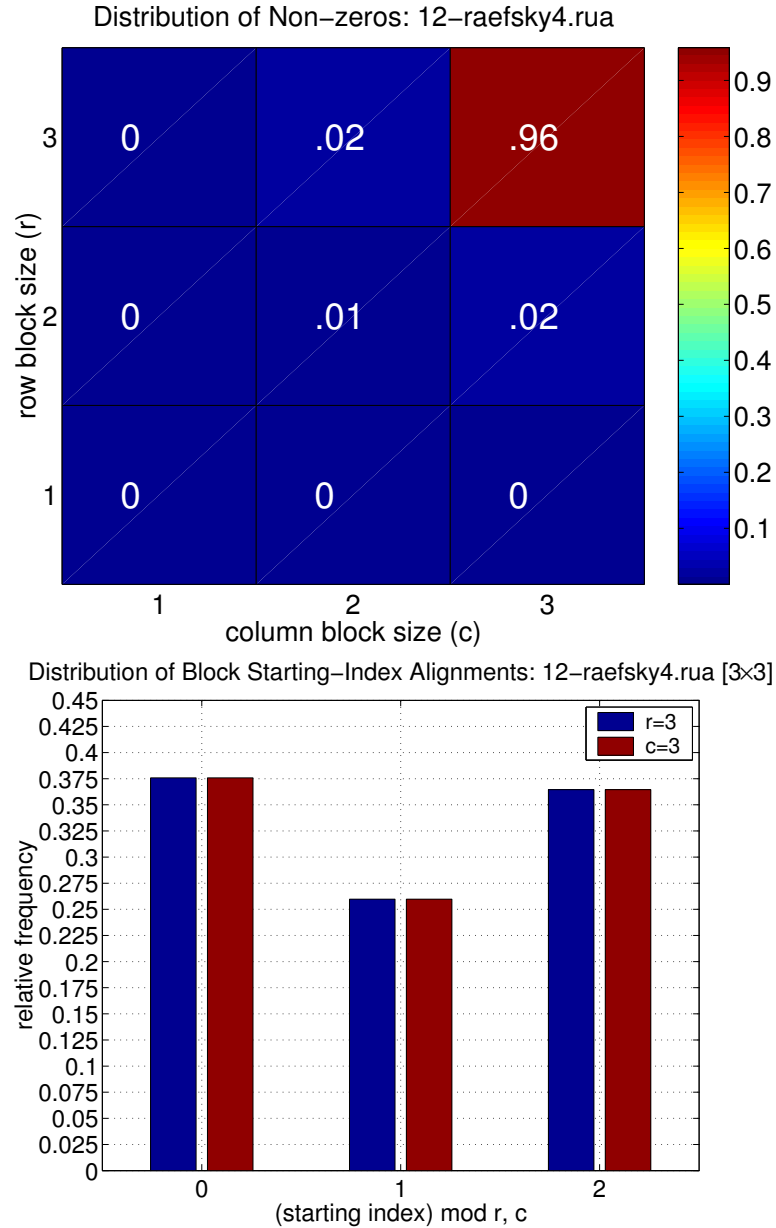 Distribution of Non−zeros: 12−raefsky4.rua
0.9
0.8
0.7
0.6
0.5
0.4
0.3
0.2
0.1
row block size (r)
3
0 .02 .96
2
0 .01 .02
1
0 0 0
1 2 3
column block size (c)
Distribution of Block Starting−Index Alignments: 12−raefsky4.rua [3×3]
r=3
c=3
relative frequency
0.45
0.425
0.4
0.375
0.35
0.325
0.3
0.275
0.25
0.225
0.2
0.175
0.15
0.125
0.1
0.075
0.05
0.025
0
0 1 2
(starting index) mod r, c